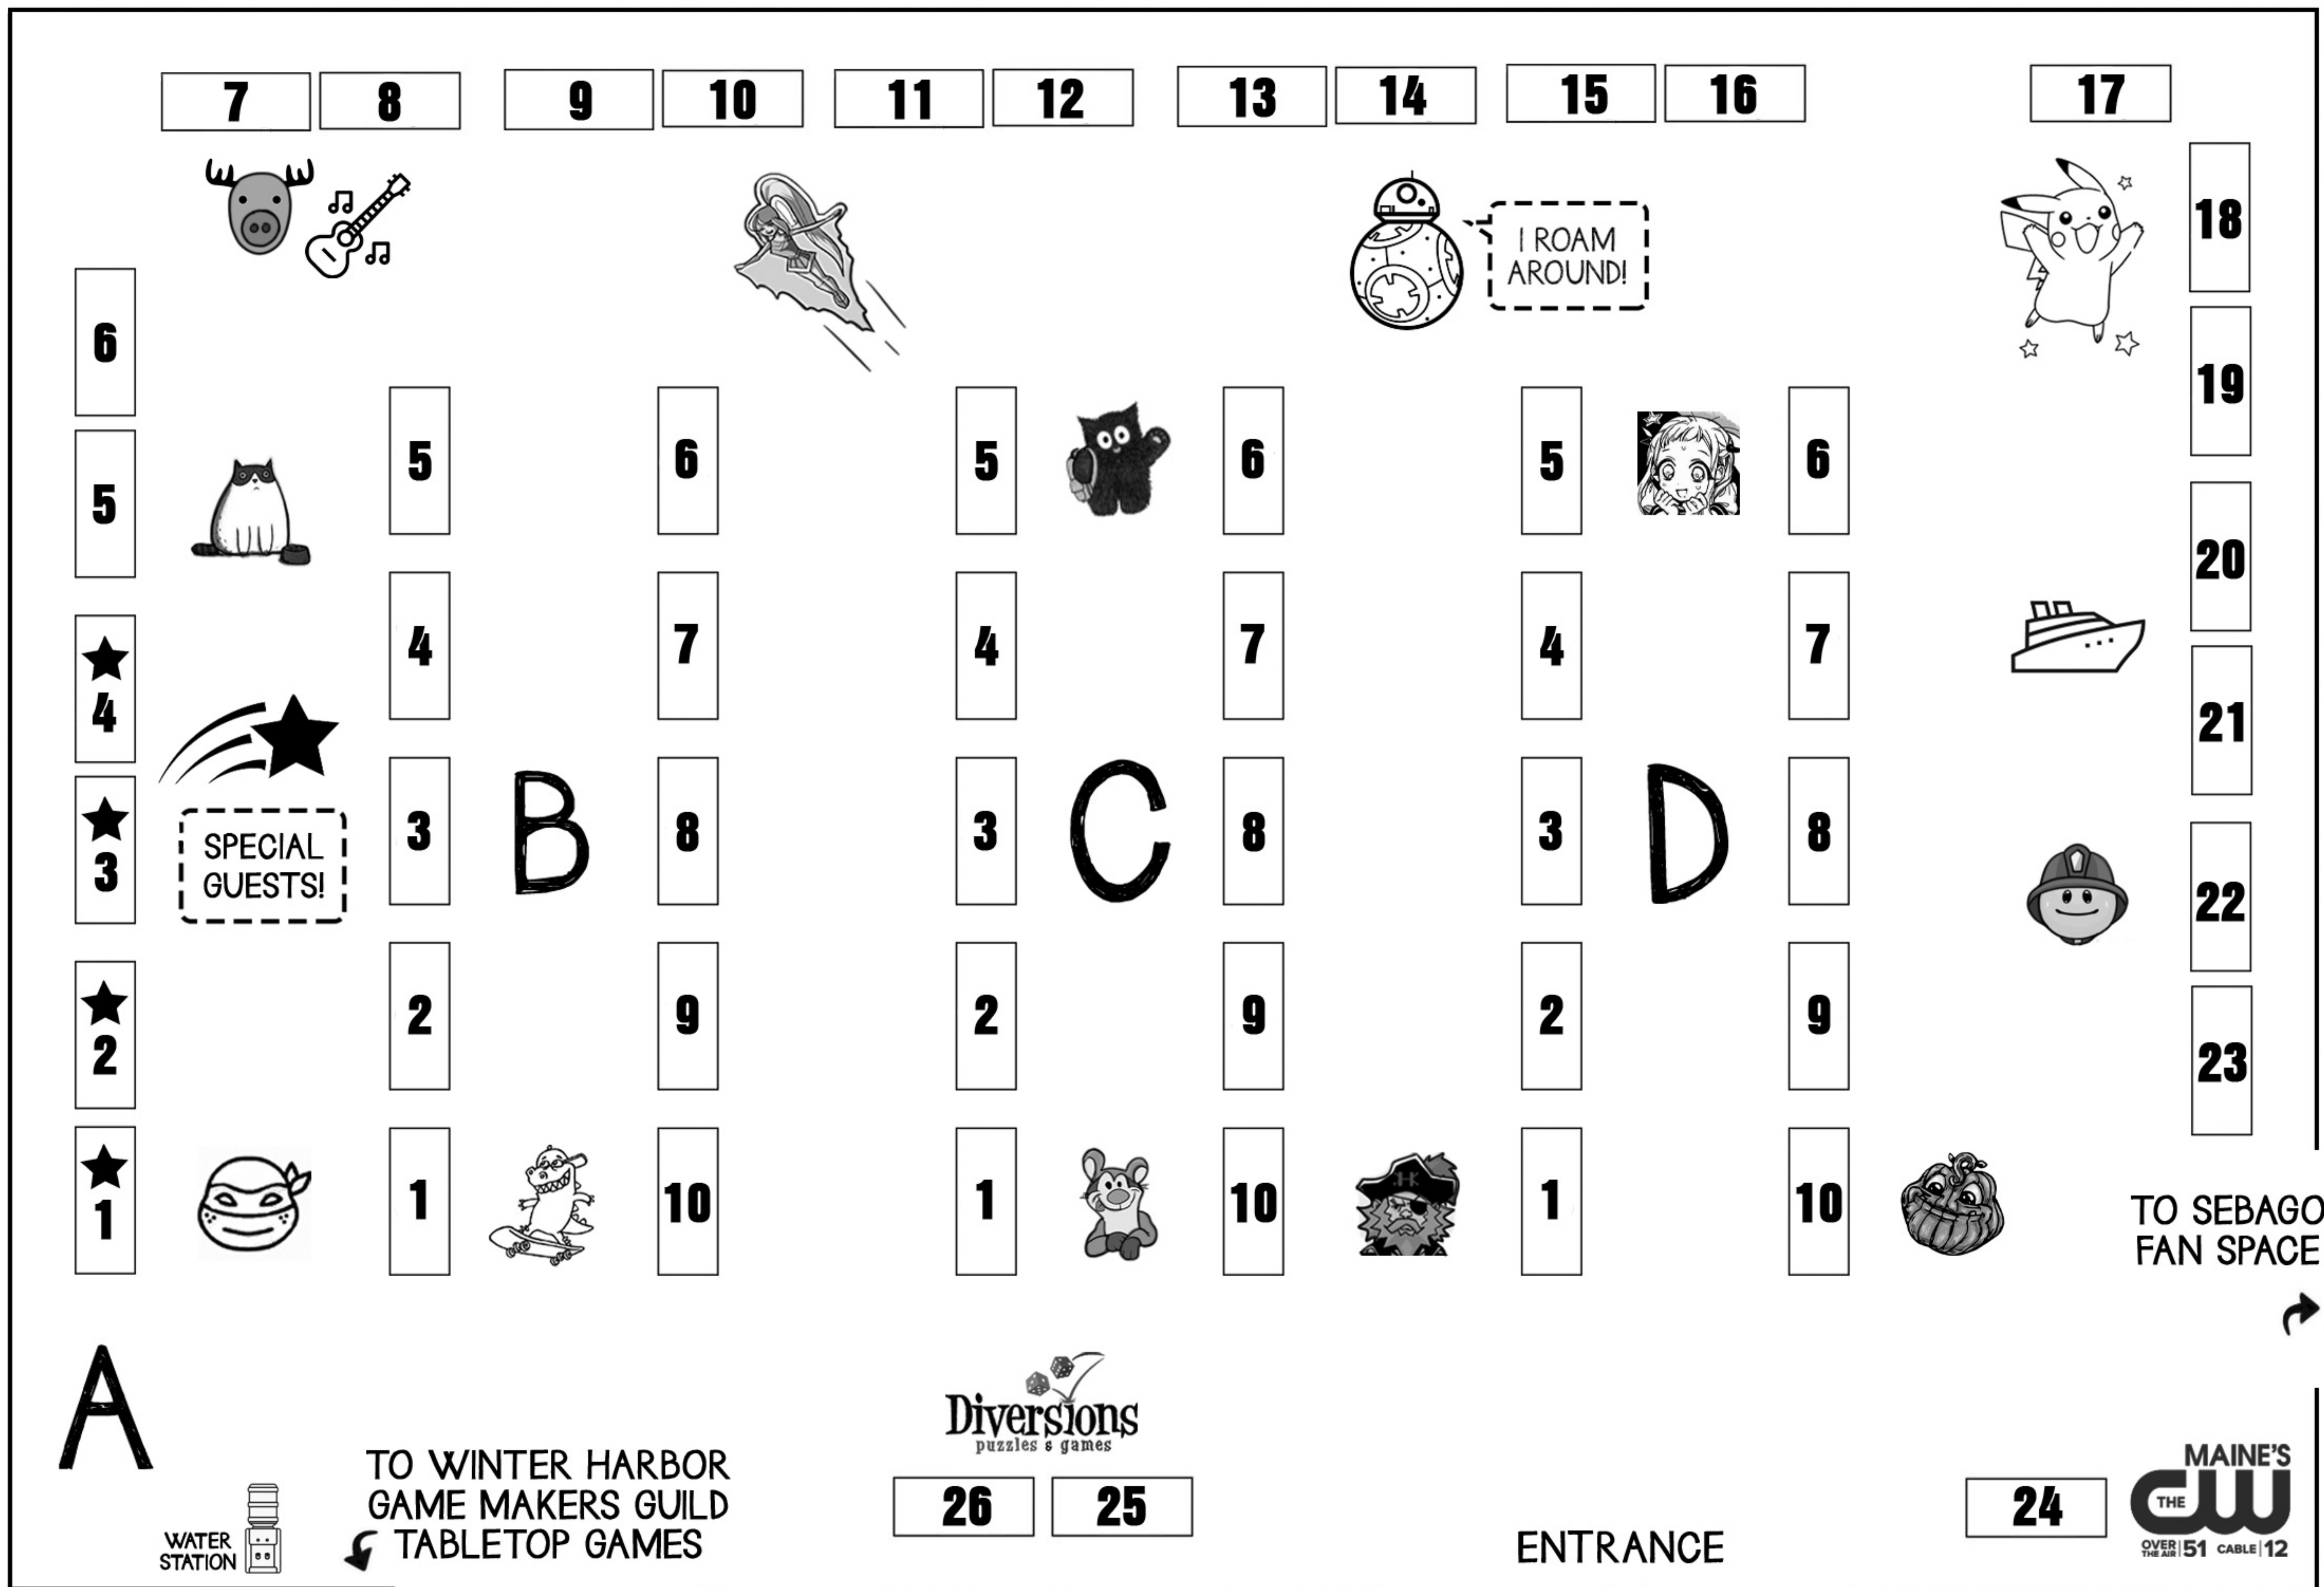 7 8 9 10 11 12 13 14 15 16 17
18
I ROAM
AROUND!
6
19
5 6 5 6 5 6
5
20
4 7 4 7 4 7
4
21
3 B 8 3 C 8 3 D 8
3
SPECIAL
GUESTS!
22
2 9 2 9 2 9
2
23
1
1 10 1 HK 10 1 10
TO SEBAGO
FAN SPACE
A
Diversions
puzzles & games
TO WINTER HARBOR
GAME MAKERS GUILD
TABLETOP GAMES
WATER
STATION
26 25
ENTRANCE
24
MAINE'S
THE CW
OVER THE AIR 51 CABLE 12